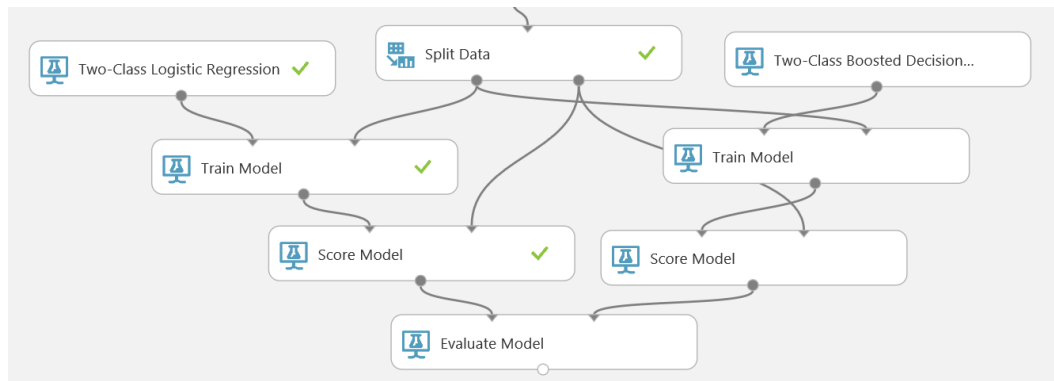 Two-Class Logistic Regression
Split Data
Two-Class Boosted Decision...
Train Model
Train Model
Score Model
Score Model
Evaluate Model